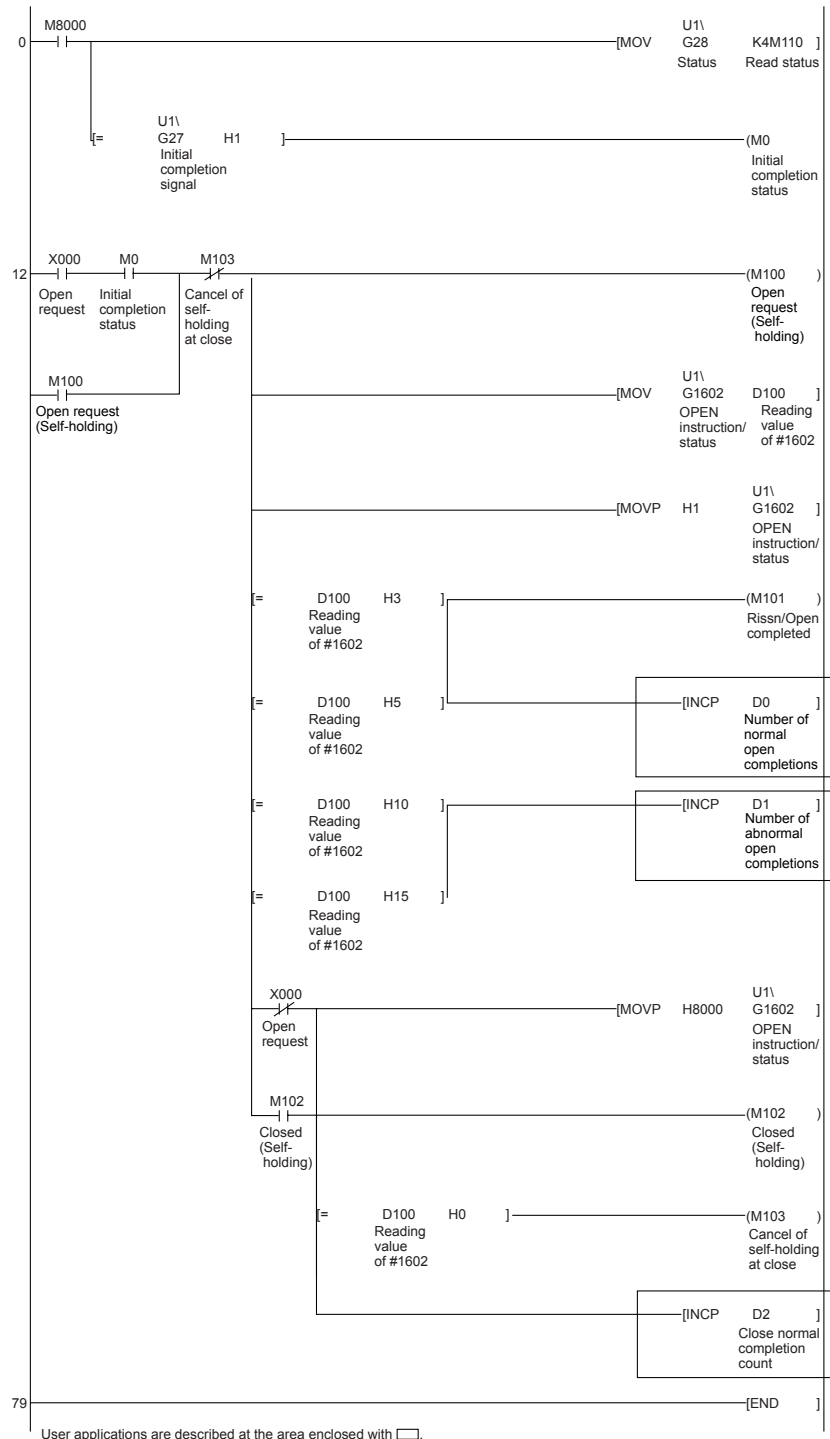 M8000
0
[MOV U1\ G28 K4M110 ]
Status Read status
[= U1\ G27 H1 ]
Initial
completion
signal
(M0
Initial
completion
status
X000 M0 M103
12
Open
request
Initial
completion
status
Cancel of
self-
holding
at close
(M100 )
Open
request
(Self-
holding)
M100
Open request
(Self-holding)
[MOV U1\ G1602 D100 ]
OPEN
instruction/
status
Reading
value
of #1602
[MOVP H1 U1\ G1602 ]
OPEN
instruction/
status
[= D100 H3 ]
Reading
value
of #1602
(M101 )
Rissn/Open
completed
[= D100 H5 ]
Reading
value
of #1602
[INCP D0 ]
Number of
normal
open
completions
[= D100 H10 ]
Reading
value
of #1602
[INCP D1 ]
Number of
abnormal
open
completions
[= D100 H15 ]
Reading
value
of #1602
X000
Open
request
[MOVP H8000 U1\ G1602 ]
OPEN
instruction/
status
M102
Closed
(Self-
holding)
(M102 )
Closed
(Self-
holding)
[= D100 H0 ]
Reading
value
of #1602
(M103 )
Cancel of
self-holding
at close
[INCP D2 ]
Close normal
completion
count
79
[END ]
User applications are described at the area enclosed with .